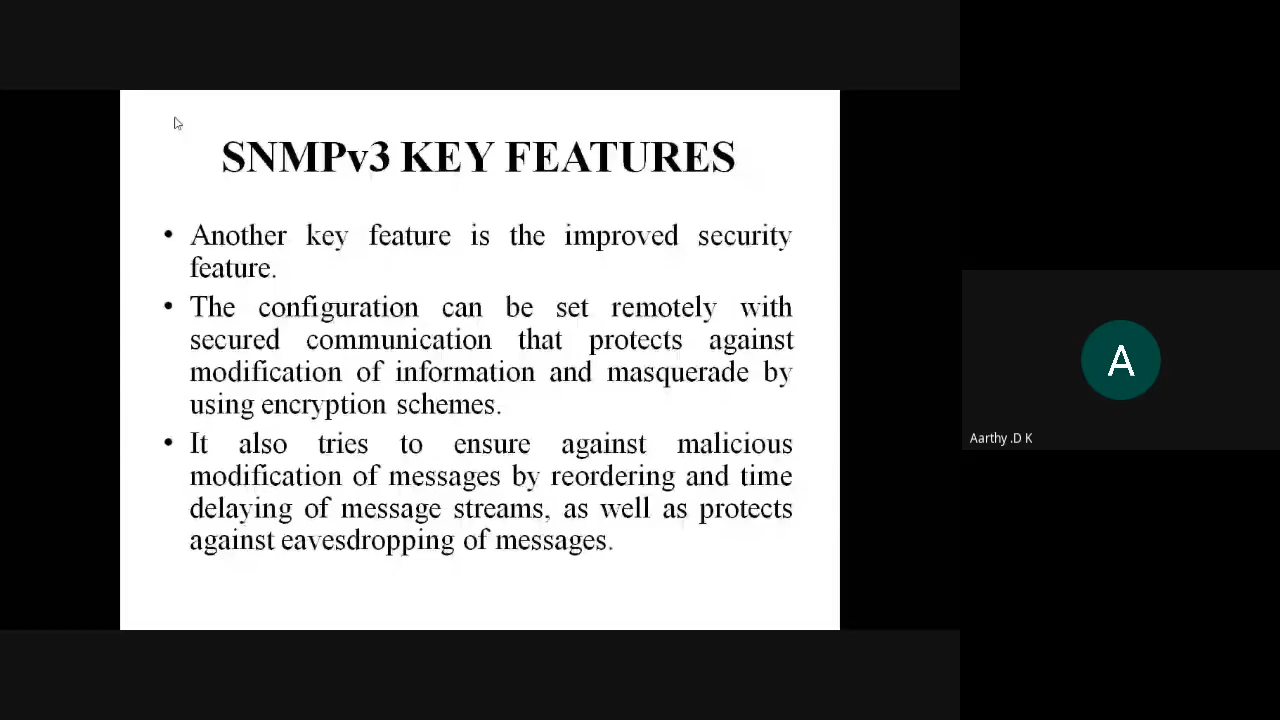 SNMPv3 KEY FEATURES
• Another key feature is the improved security
feature.
• The configuration can be set remotely with
secured communication that protects against
modification of information and masquerade by
using encryption schemes.
• It also tries to ensure against malicious
modification of messages by reordering and time
delaying of message streams, as well as protects
against eavesdropping of messages.
A
Aarthy .D K